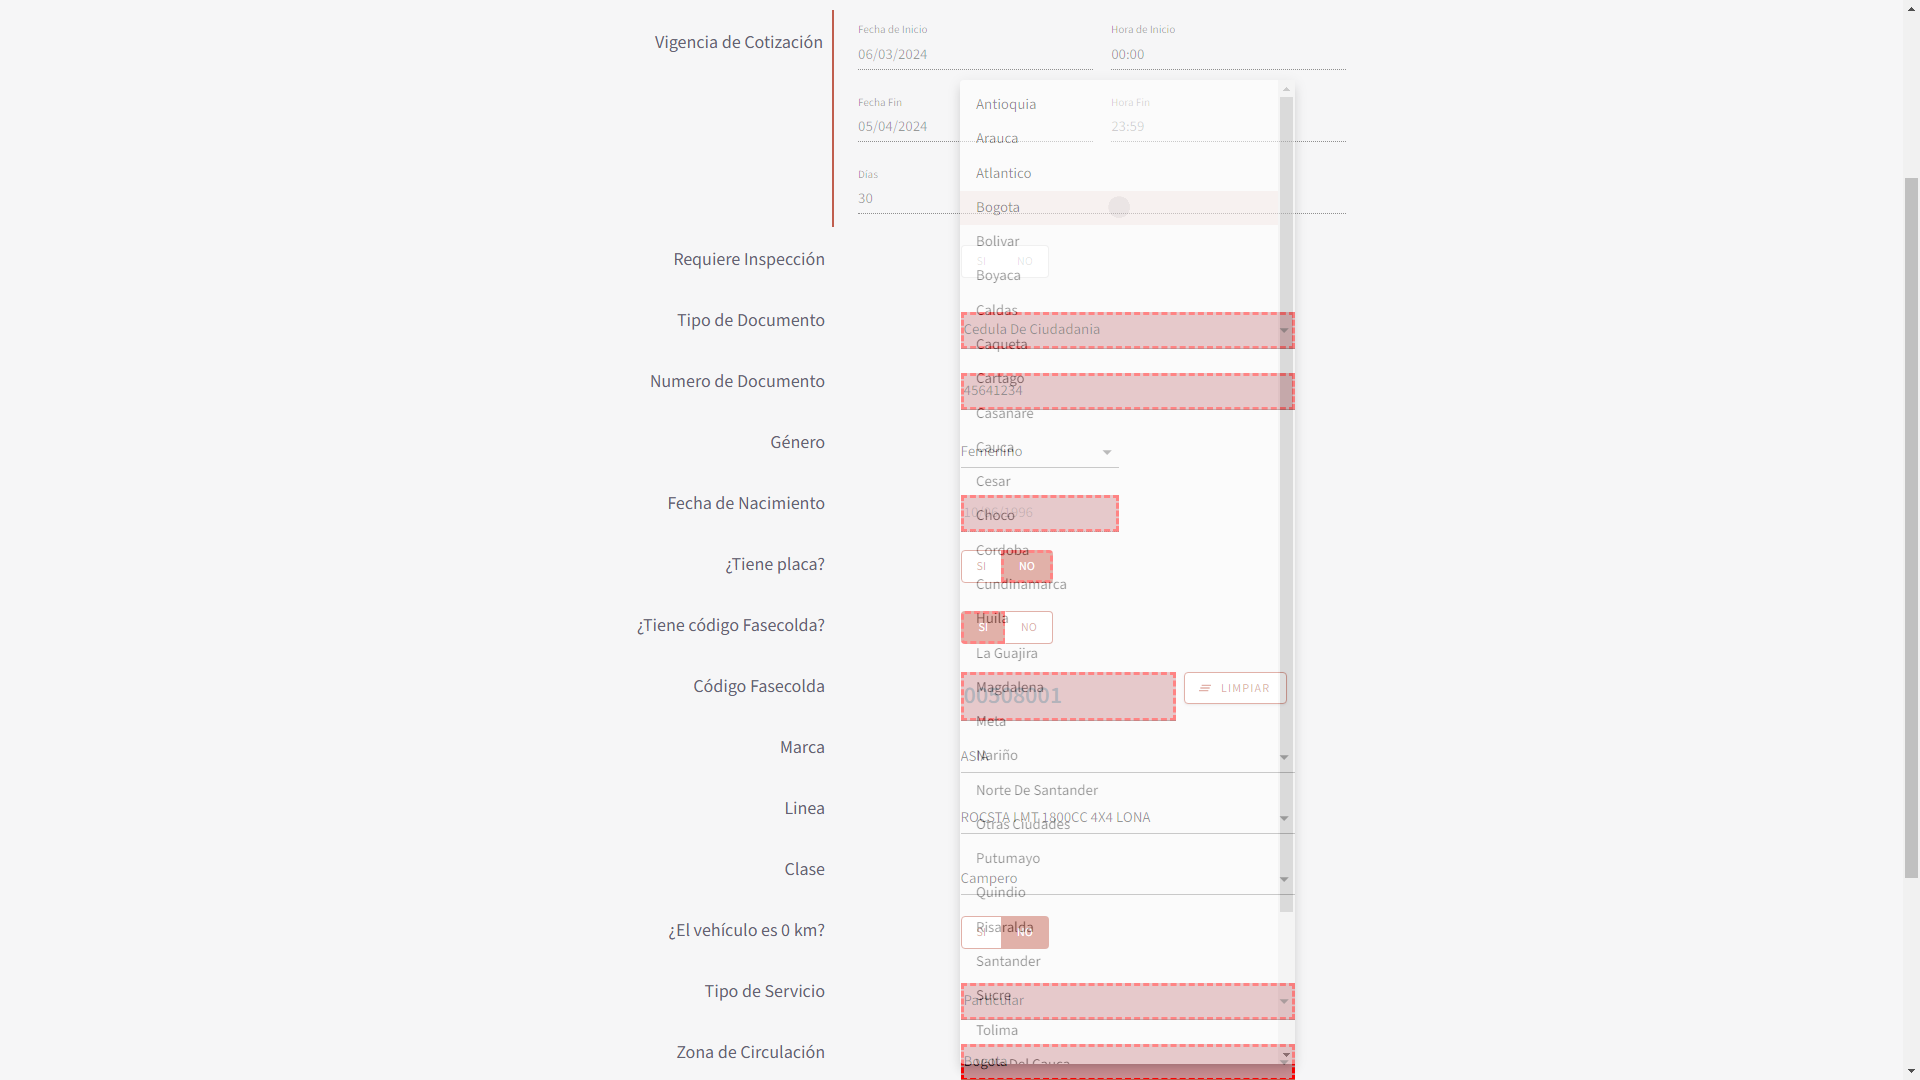 Vigencia de Cotización
Fecha de Inicio
06/03/2024
Hora de Inicio
00:00
Fecha Fin
05/04/2024
Hora Fin
23:59
Días
30
Requiere Inspección
SI NO
Tipo de Documento
Cedula De Ciudadania
Numero de Documento
45641234
Género
Femenino
Fecha de Nacimiento
¿Tiene placa?
SI NO
¿Tiene código Fasecolda?
SI NO
Código Fasecolda
00508001
LIMPIAR
Marca
ASIA
Linea
ROCSTA LMT 1800CC 4X4 LONA
Clase
Campero
¿El vehículo es 0 km?
SI NO
Tipo de Servicio
Particular
Zona de Circulación
Bogota
Antioquia
Arauca
Atlantico
Bogota
Bolivar
Boyaca
Caldas
Caqueta
Cartago
Casanare
Cauca
Cesar
Choco
Cordoba
Cundinamarca
Huila
La Guajira
Magdalena
Meta
Nariño
Norte De Santander
Otras Ciudades
Putumayo
Quindio
Risaralda
Santander
Sucre
Tolima
Del Cauca